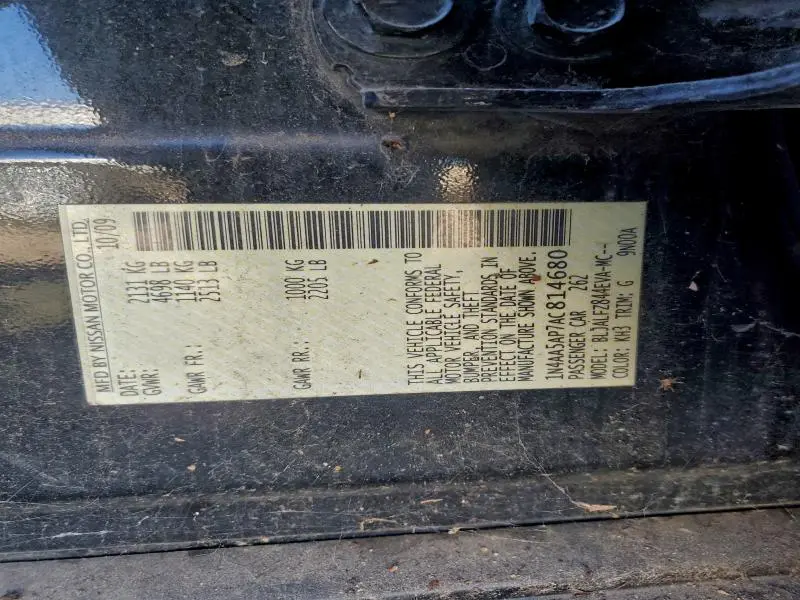 MFD BY NISSAN MOTOR CO., LTD.
DATE: 10/09
GVWR: 2131 KG
4698 LB
GAWR FR: 1140 KG
2513 LB
GAWR RR: 1000 KG
2205 LB
THIS VEHICLE CONFORMS TO
ALL APPLICABLE FEDERAL
MOTOR VEHICLE SAFETY,
BUMPER, AND THEFT
PREVENTION STANDARDS IN
EFFECT ON THE DATE OF
MANUFACTURE SHOWN ABOVE.
1N4AA5AP7AC814680
PASSENGER CAR 262
MODEL: BLJALFZ844EYA-MC--
COLOR: KH3 TRIM: G 9N0DA